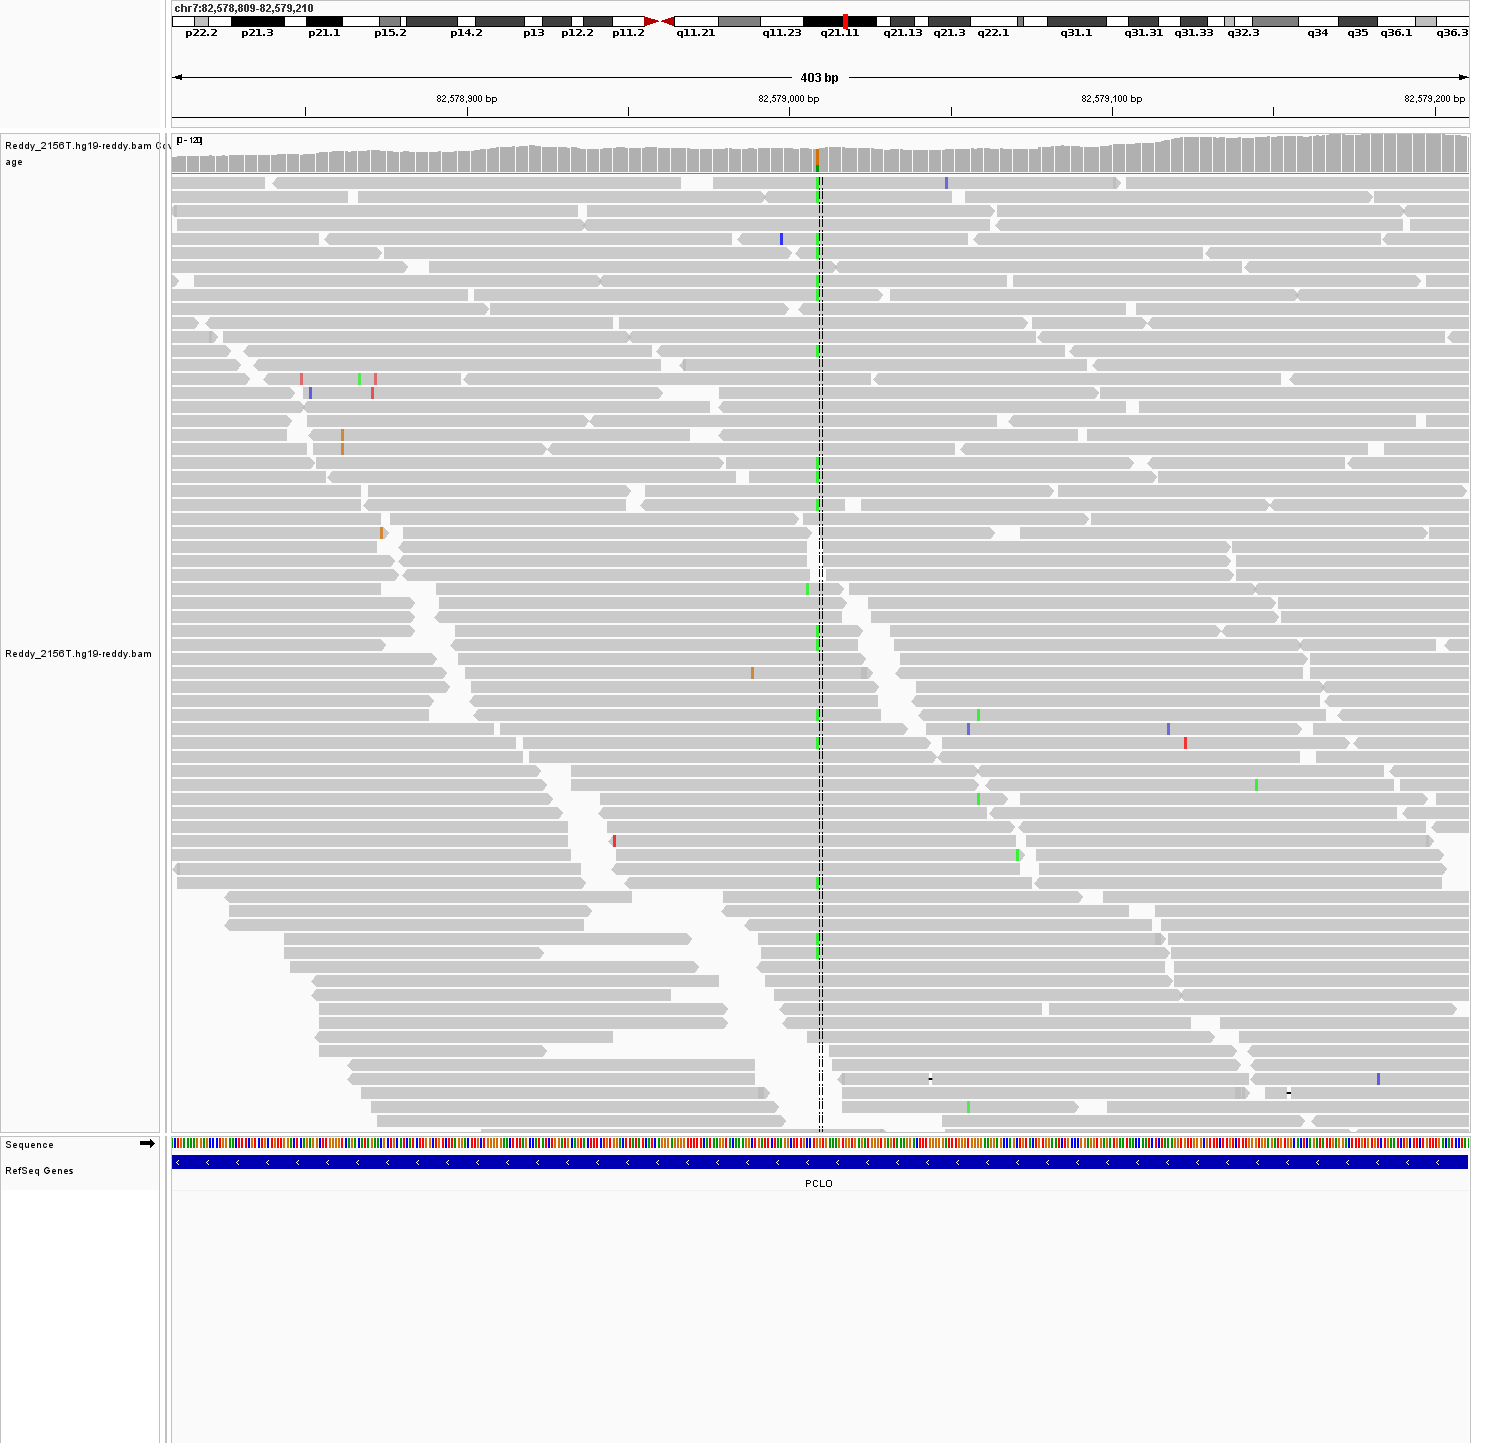 chr7:82,578,809-82,579,210
p22.2 p21.3 p21.1 p15.2 p14.2 p13 p12.2 p11.2 q11.21 q11.23 q21.11 q21.13 q21.3 q22.1 q31.1 q31.31 q31.33 q32.3 q34 q35 q36.1 q36.3
403 bp
82,578,900 bp 82,579,000 bp 82,579,100 bp 82,579,200 bp
[0 - 120]
Reddy_2156T.hg19-reddy.bam Cov
age
Reddy_2156T.hg19-reddy.bam
Sequence
RefSeq Genes
PCLO